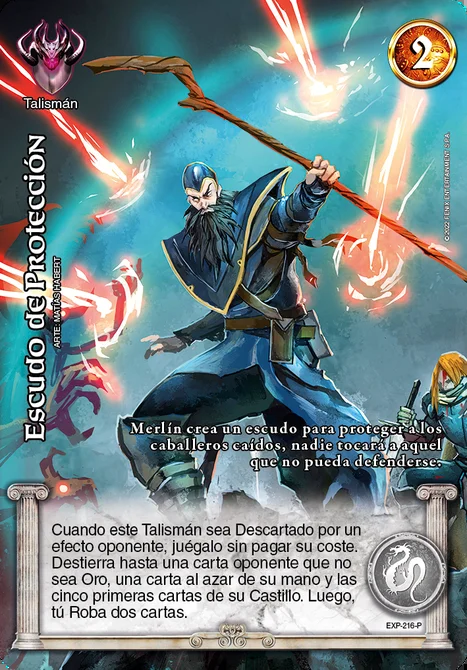 2
Talismán
Escudo de Protección
ARTE: MATÍAS HABERT
© 2022 FÉNIX ENTERTAINMENT S.P.A.
Merlín crea un escudo para proteger a los
caballeros caídos, nadie tocará a aquel
que no pueda defenderse.
Cuando este Talismán sea Descartado por un
efecto oponente, juégalo sin pagar su coste.
Destierra hasta una carta oponente que no
sea Oro, una carta al azar de su mano y las
cinco primeras cartas de su Castillo. Luego,
tú Roba dos cartas.
EXP-216-P